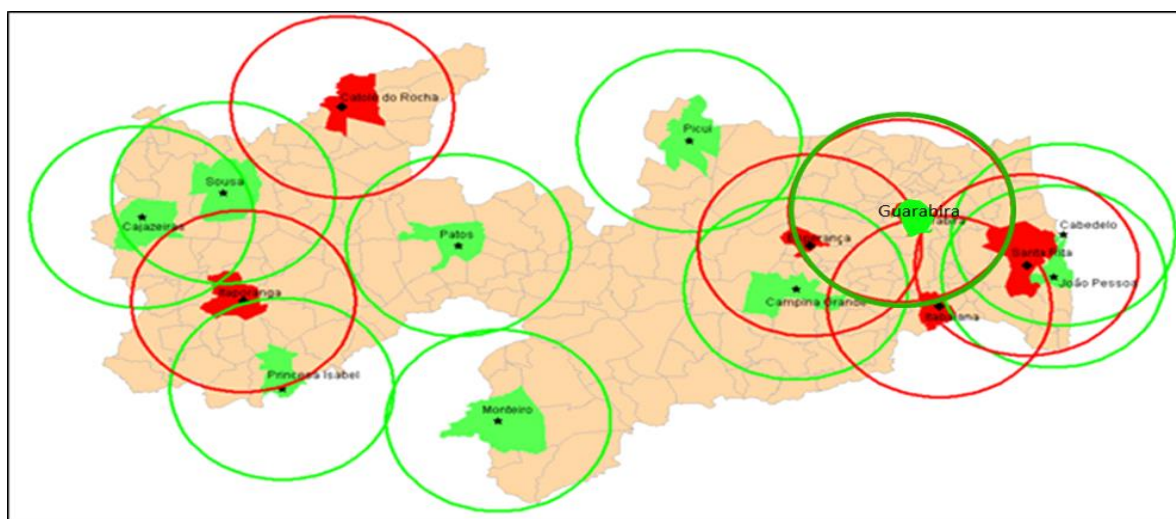 Catolé do Rocha
Picuí
Sousa
Guarabira
Cajazeiras
Cabedelo
Patos
Santa Rita
João Pessoa
Campina Grande
Itaporanga
Itabaiana
Princesa Isabel
Monteiro